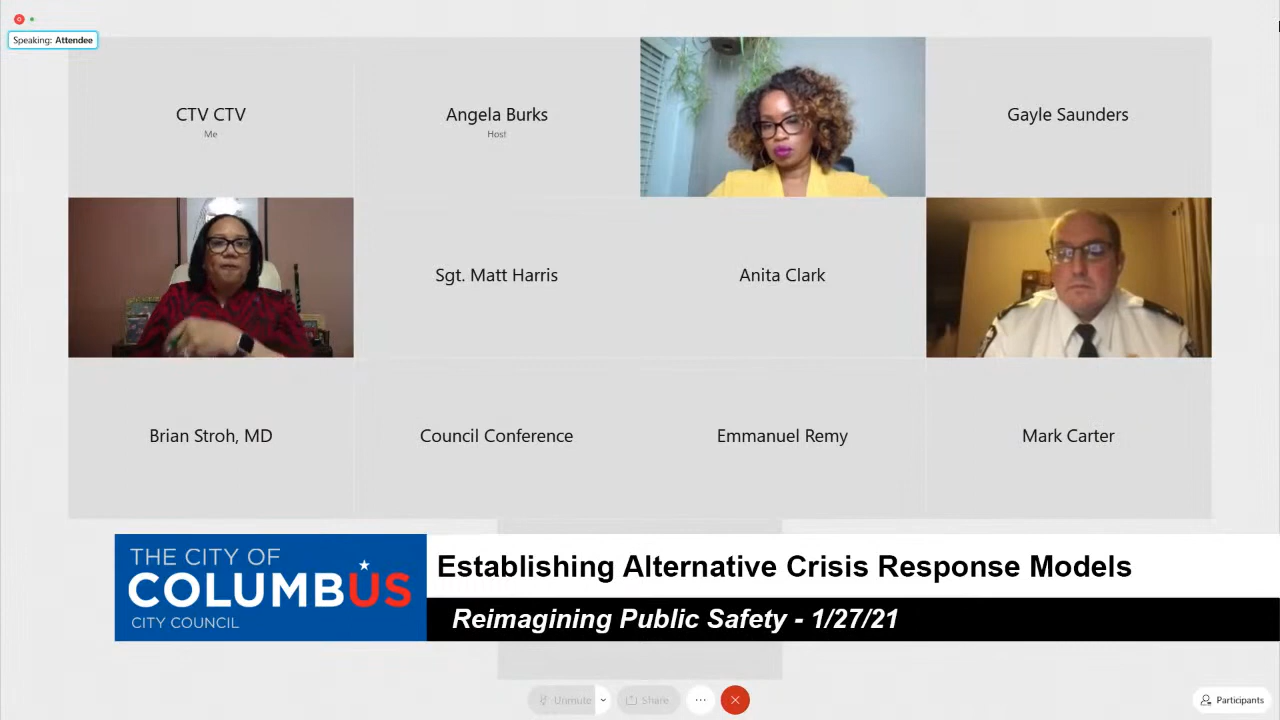 Speaking: Attendee
CTV CTV
Me
Angela Burks
Host
Gayle Saunders
Sgt. Matt Harris
Anita Clark
Brian Stroh, MD
Council Conference
Emmanuel Remy
Mark Carter
THE CITY OF
COLUMBUS
CITY COUNCIL
Establishing Alternative Crisis Response Models
Reimagining Public Safety - 1/27/21
Unmute
Share
Participants